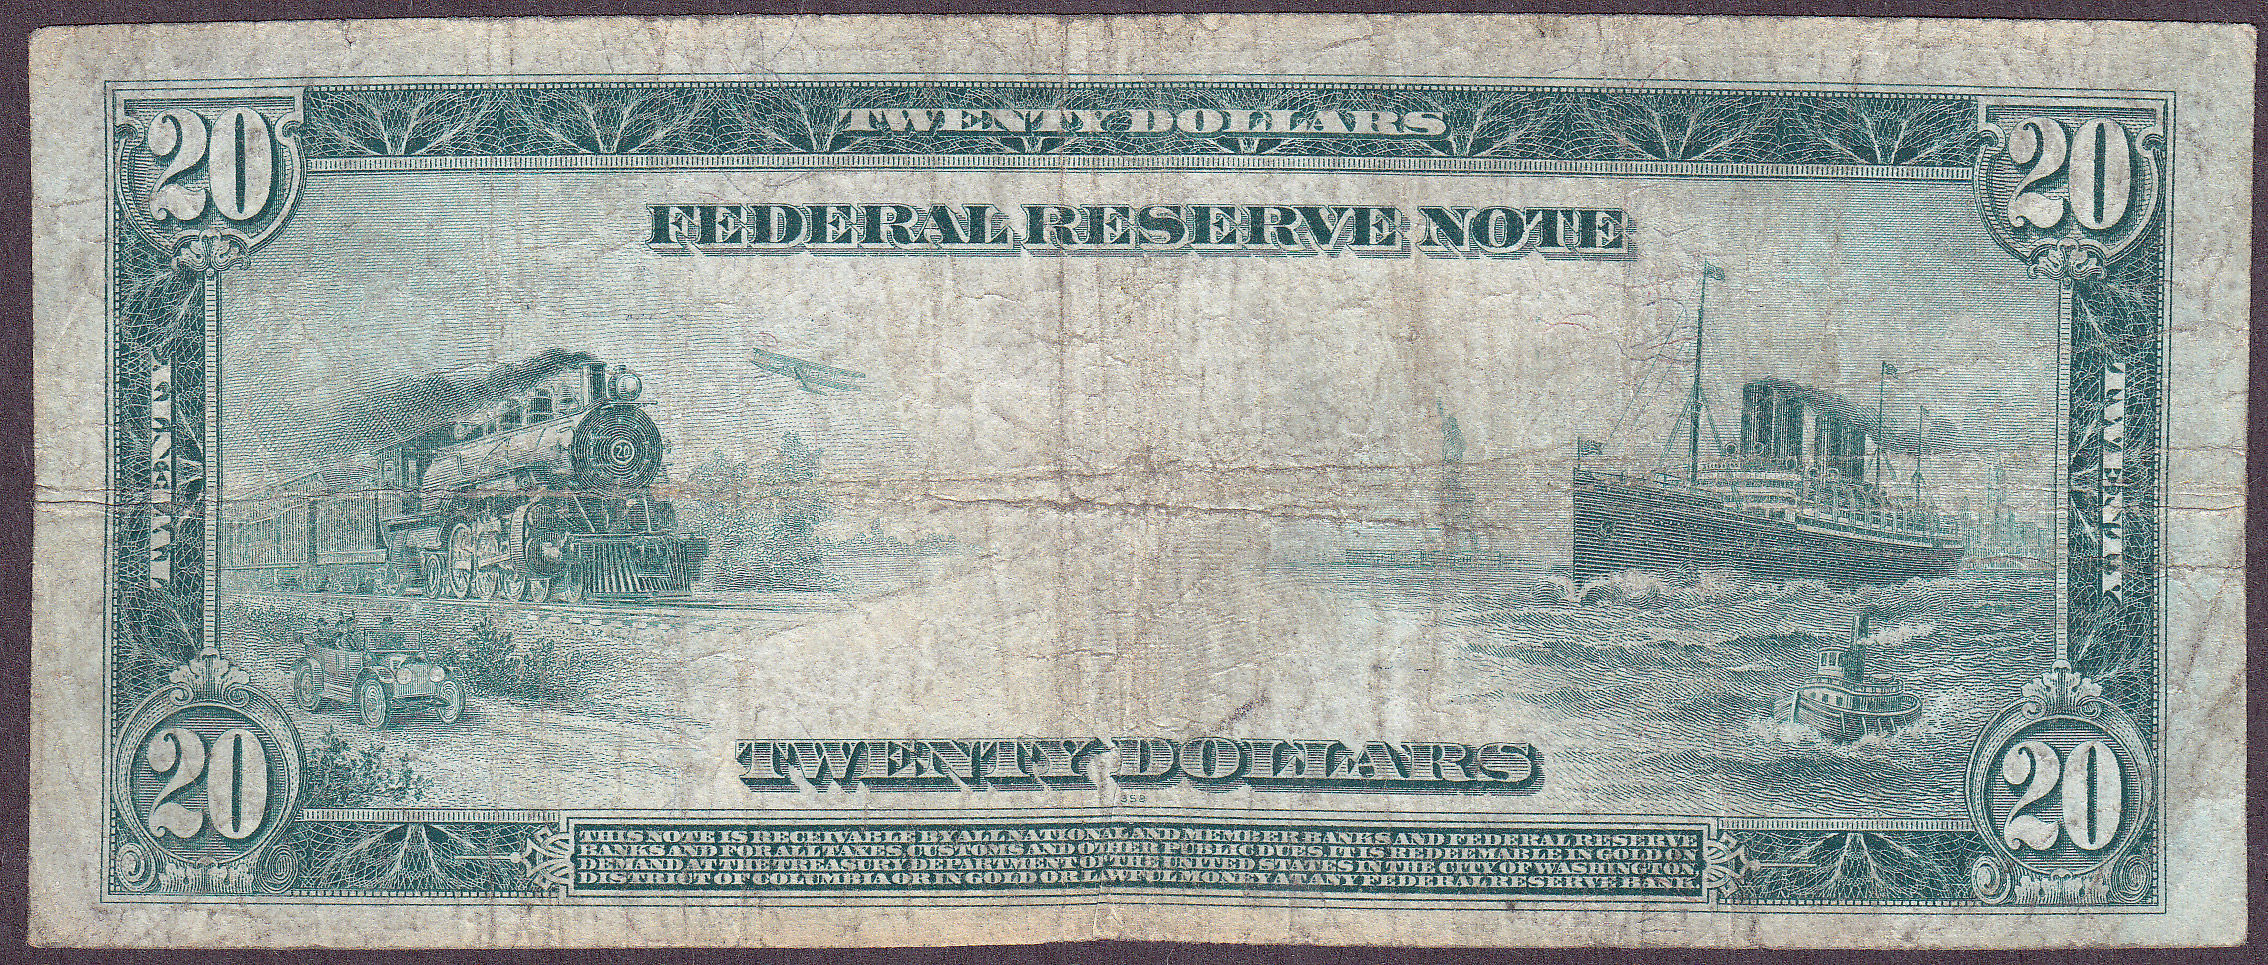 20 TWENTY DOLLARS 20
FEDERAL RESERVE NOTE
TWENTY
TWENTY
20
20 TWENTY DOLLARS 20
358
THIS NOTE IS RECEIVABLE BY ALL NATIONAL AND MEMBER BANKS AND FEDERAL RESERVE
BANKS AND FOR ALL TAXES, CUSTOMS AND OTHER PUBLIC DUES. IT IS REDEEMABLE IN GOLD ON
DEMAND AT THE TREASURY DEPARTMENT OF THE UNITED STATES IN THE CITY OF WASHINGTON,
DISTRICT OF COLUMBIA OR IN GOLD OR LAWFUL MONEY AT ANY FEDERAL RESERVE BANK.